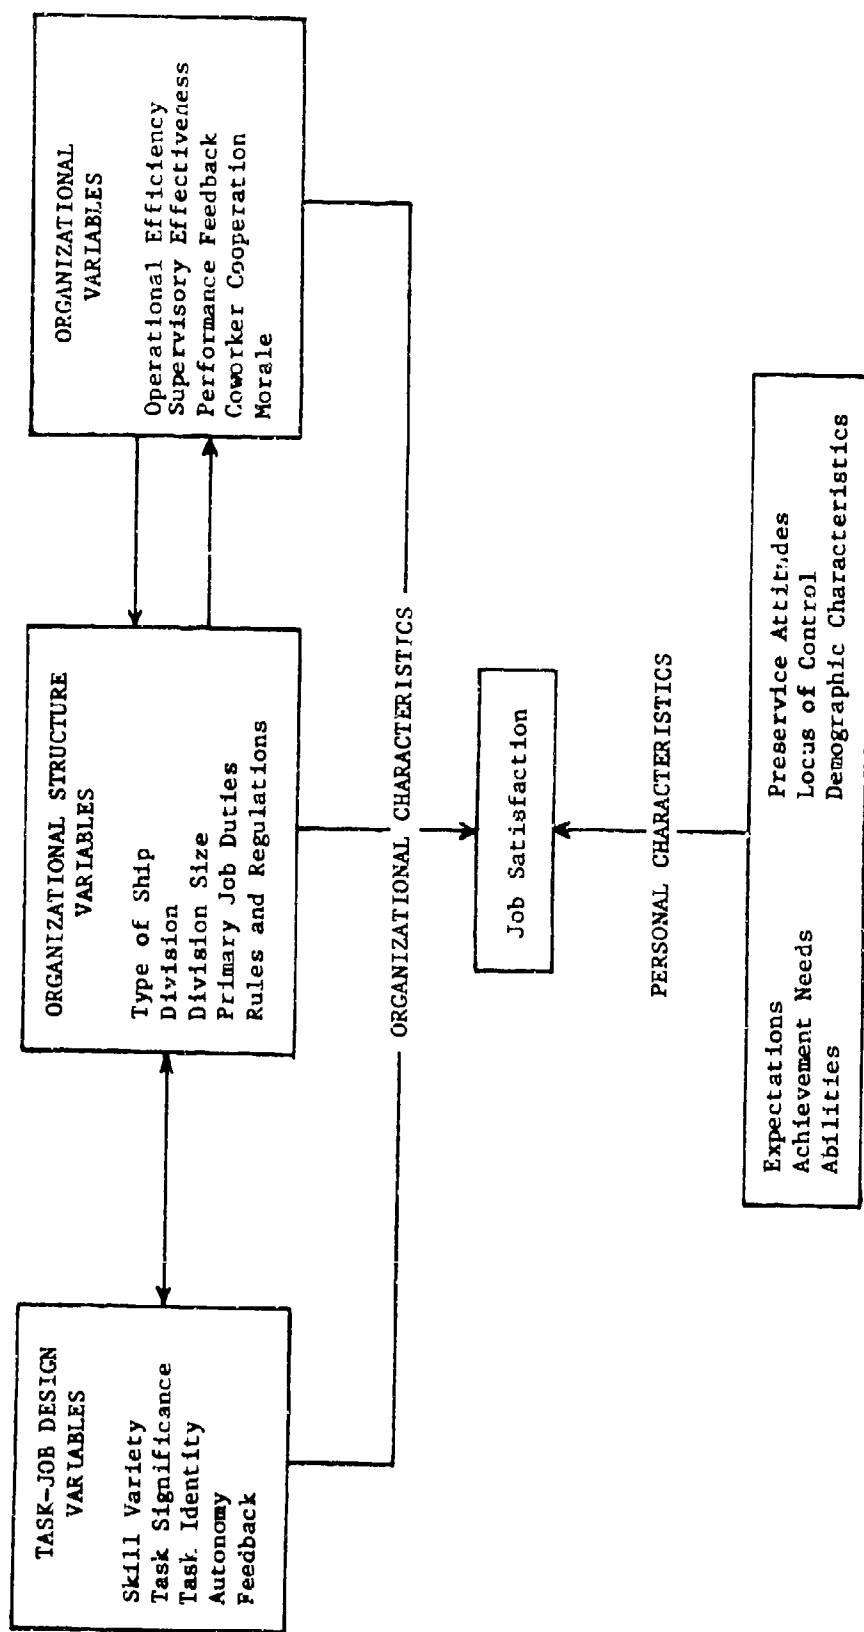 TASK-JOB DESIGN
VARIABLES
Skill Variety
Task Significance
Task Identity
Autonomy
Feedback
ORGANIZATIONAL STRUCTURE
VARIABLES
Type of Ship
Division
Division Size
Primary Job Duties
Rules and Regulations
ORGANIZATIONAL
VARIABLES
Operational Efficiency
Supervisory Effectiveness
Performance Feedback
Coworker Cooperation
Morale
ORGANIZATIONAL CHARACTERISTICS
Job Satisfaction
PERSONAL CHARACTERISTICS
Expectations
Achievement Needs
Abilities
Preservice Attitudes
Locus of Control
Demographic Characteristics